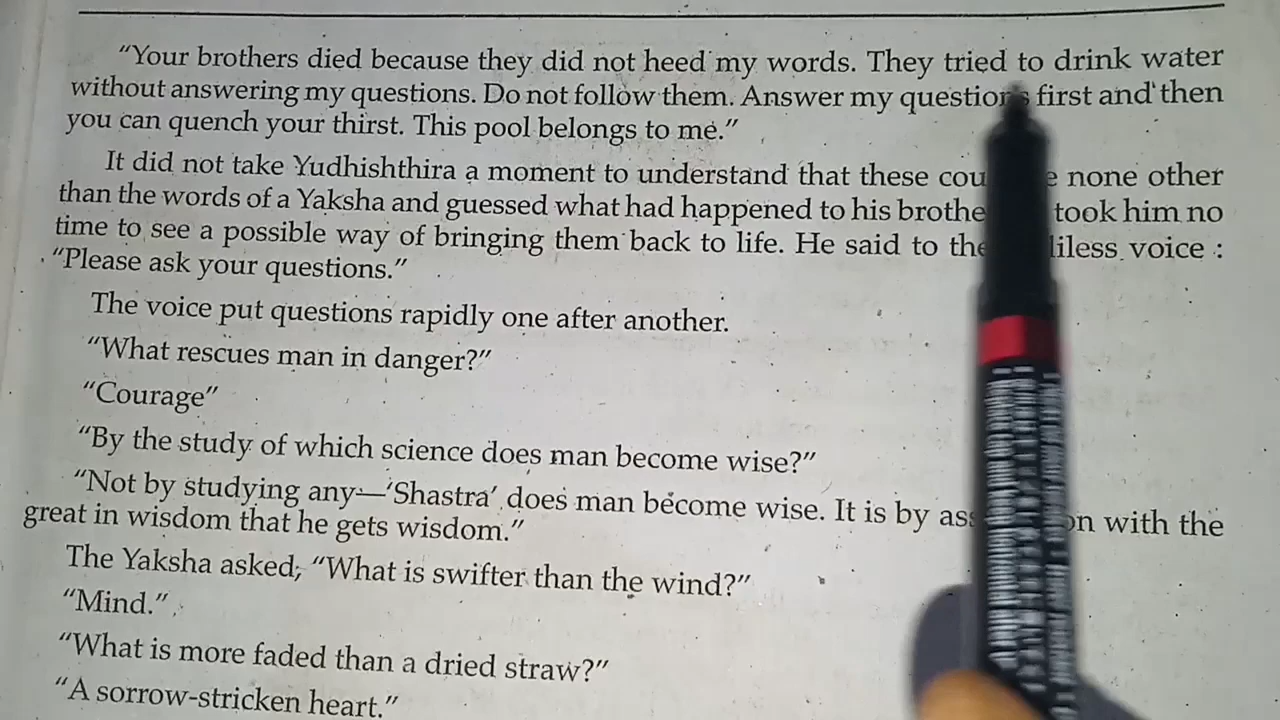 “Your brothers died because they did not heed my words. They tried to drink water
without answering my questions. Do not follow them. Answer my questions first and then
you can quench your thirst. This pool belongs to me.”
It did not take Yudhishthira a moment to understand that these none other
than the words of a Yaksha and guessed what had happened to his took him no
time to see a possible way of bringing them back to life. He said to voice :
“Please ask your questions.”
The voice put questions rapidly one after another.
“What rescues man in danger?”
“Courage”
“By the study of which science does man become wise?”
“Not by studying any—‘Shastra’ does man become wise. It is by with the
great in wisdom that he gets wisdom.”
The Yaksha asked, “What is swifter than the wind?”
“Mind.”
“What is more faded than a dried straw?”
“A sorrow-stricken heart.”